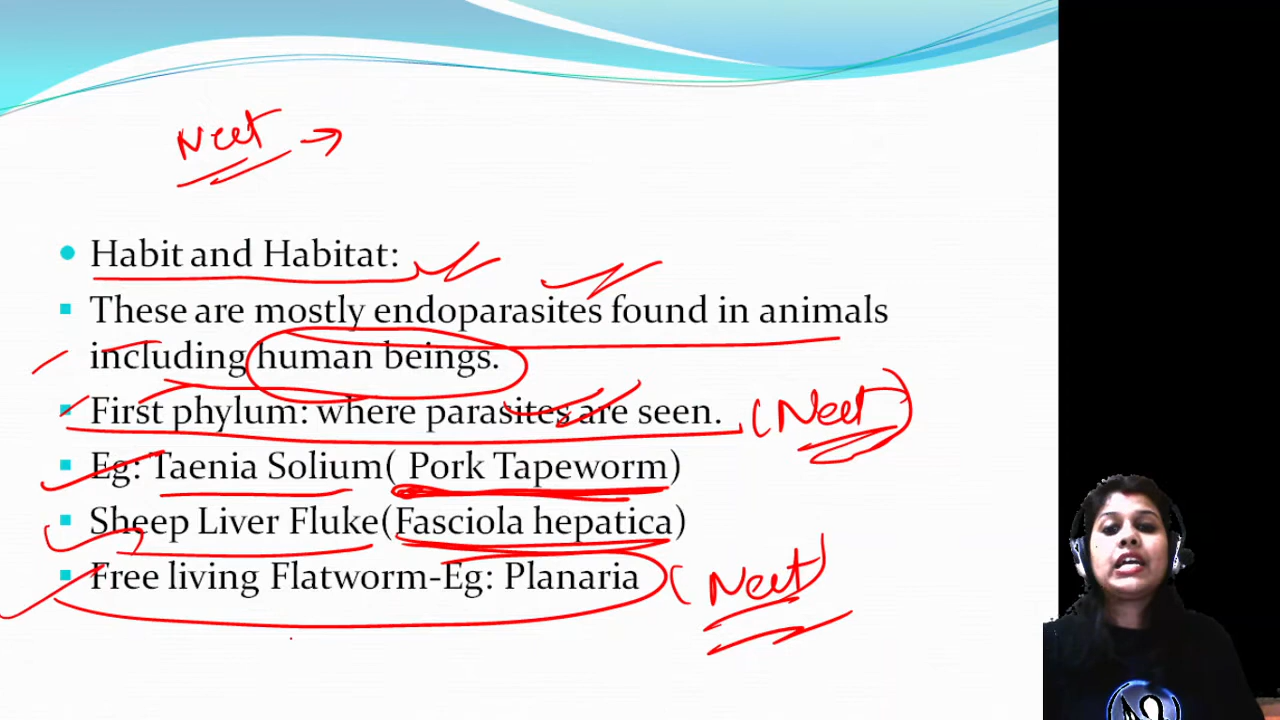 Neet →
Habit and Habitat:
These are mostly endoparasites found in animals
including human beings.
First phylum: where parasites are seen. (Neet)
Eg: Taenia Solium( Pork Tapeworm)
Sheep Liver Fluke(Fasciola hepatica)
Free living Flatworm-Eg: Planaria (Neet)